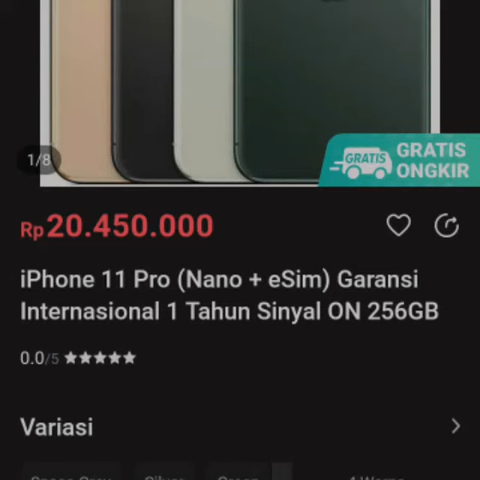 1/8
GRATIS
GRATIS
ONGKIR
Rp20.450.000
iPhone 11 Pro (Nano + eSim) Garansi
Internasional 1 Tahun Sinyal ON 256GB
0.0/5
Variasi